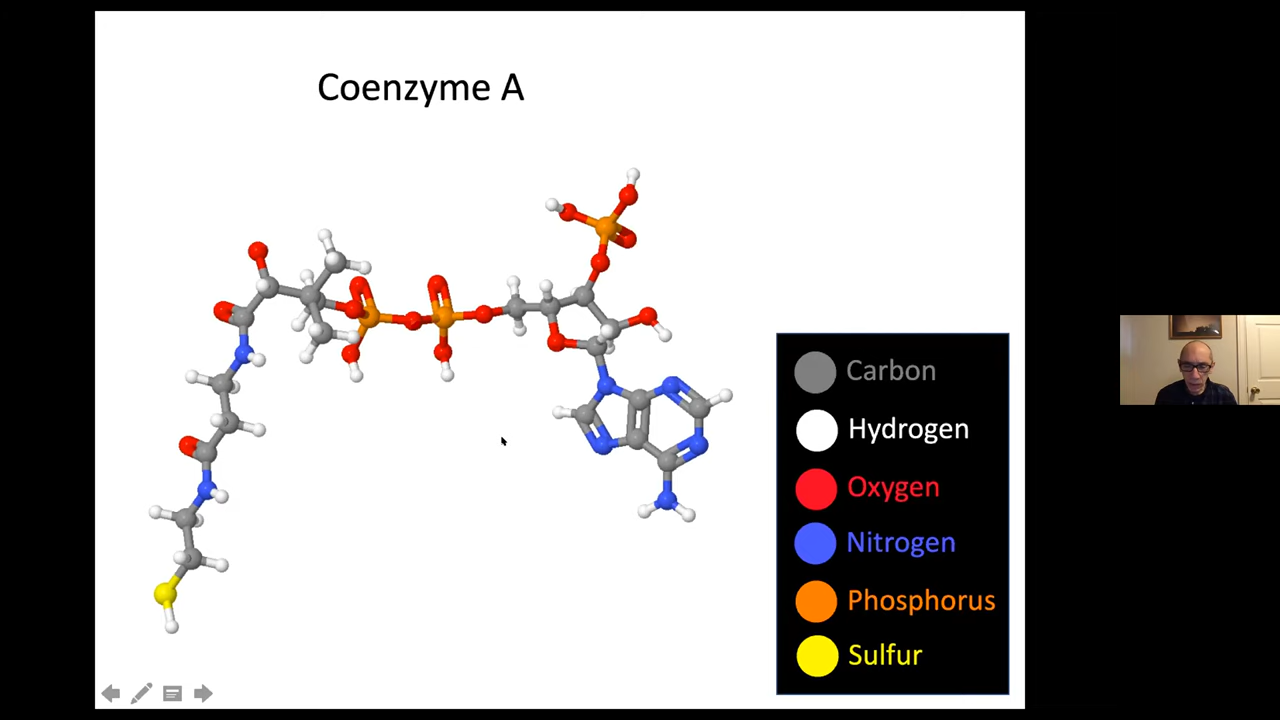 Coenzyme A
Carbon
Hydrogen
Oxygen
Nitrogen
Phosphorus
Sulfur